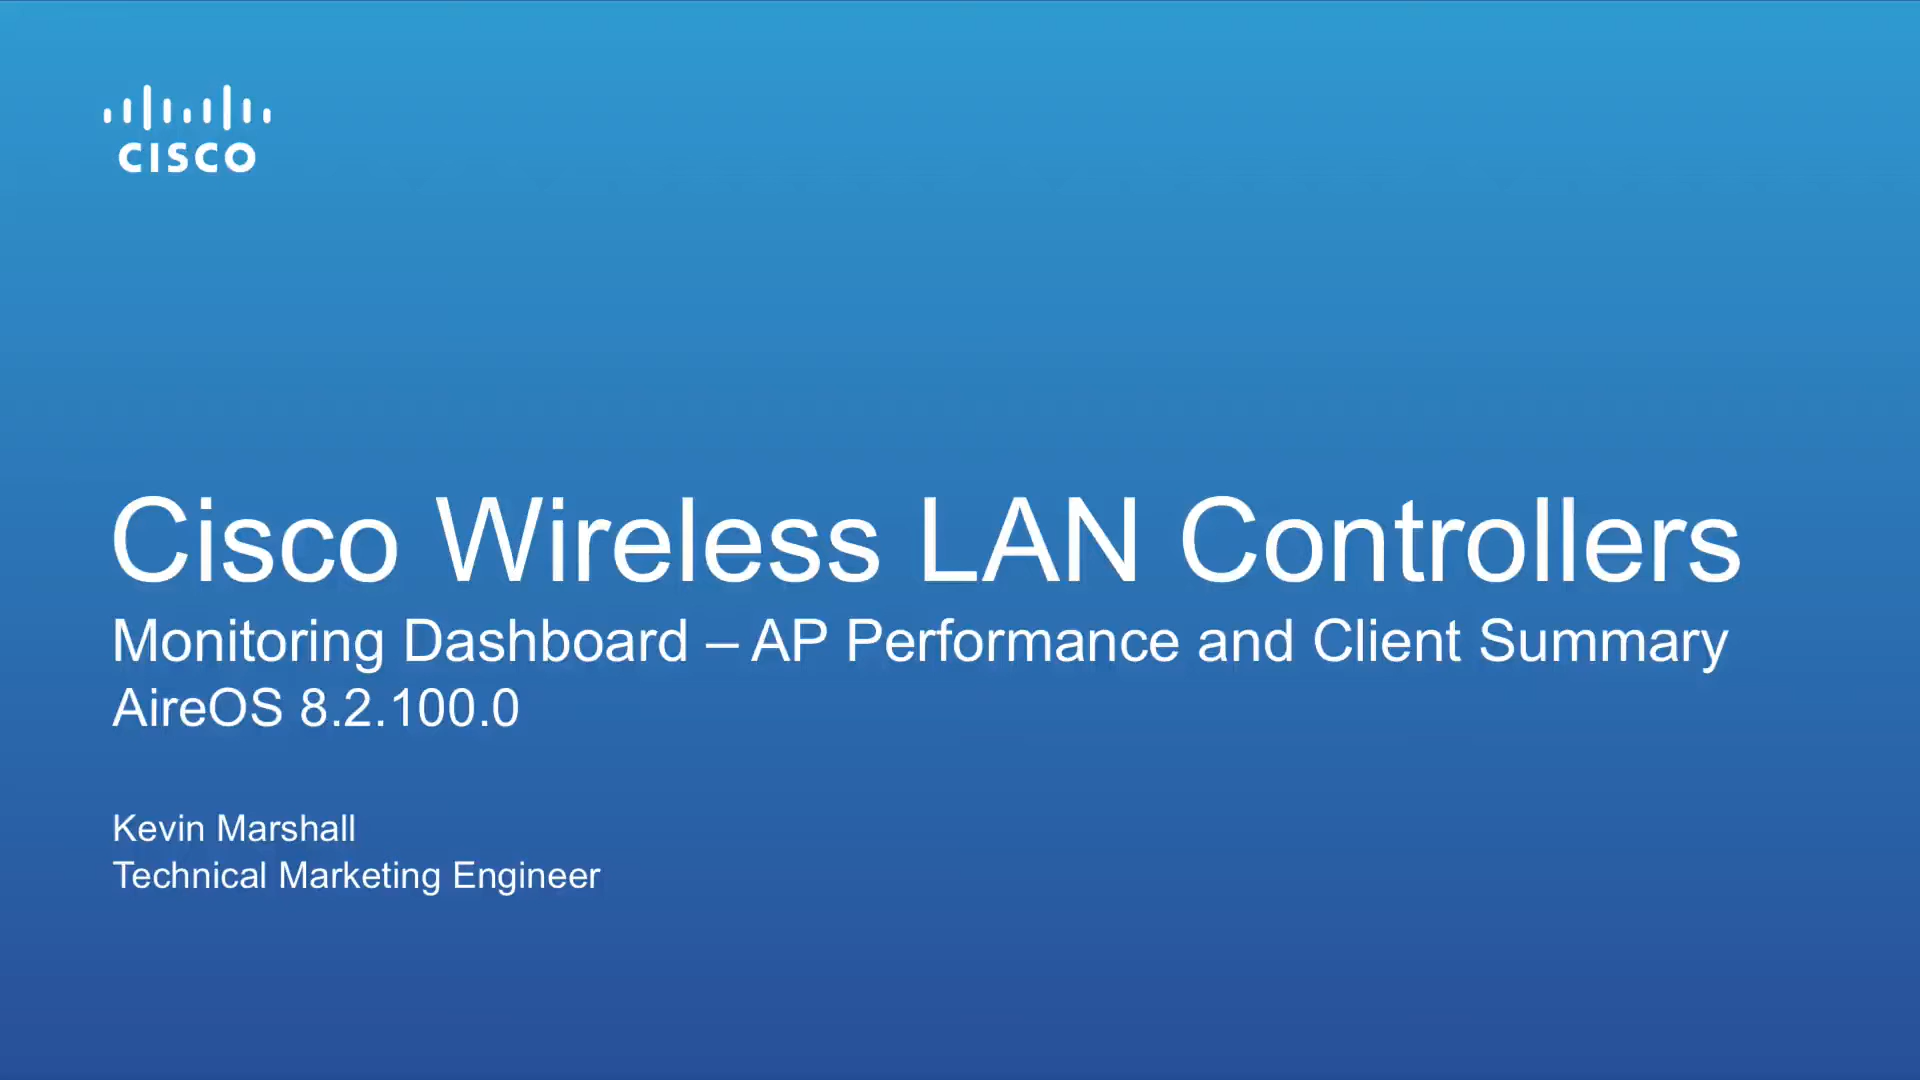 CISCO
Cisco Wireless LAN Controllers
Monitoring Dashboard – AP Performance and Client Summary
AireOS 8.2.100.0
Kevin Marshall
Technical Marketing Engineer